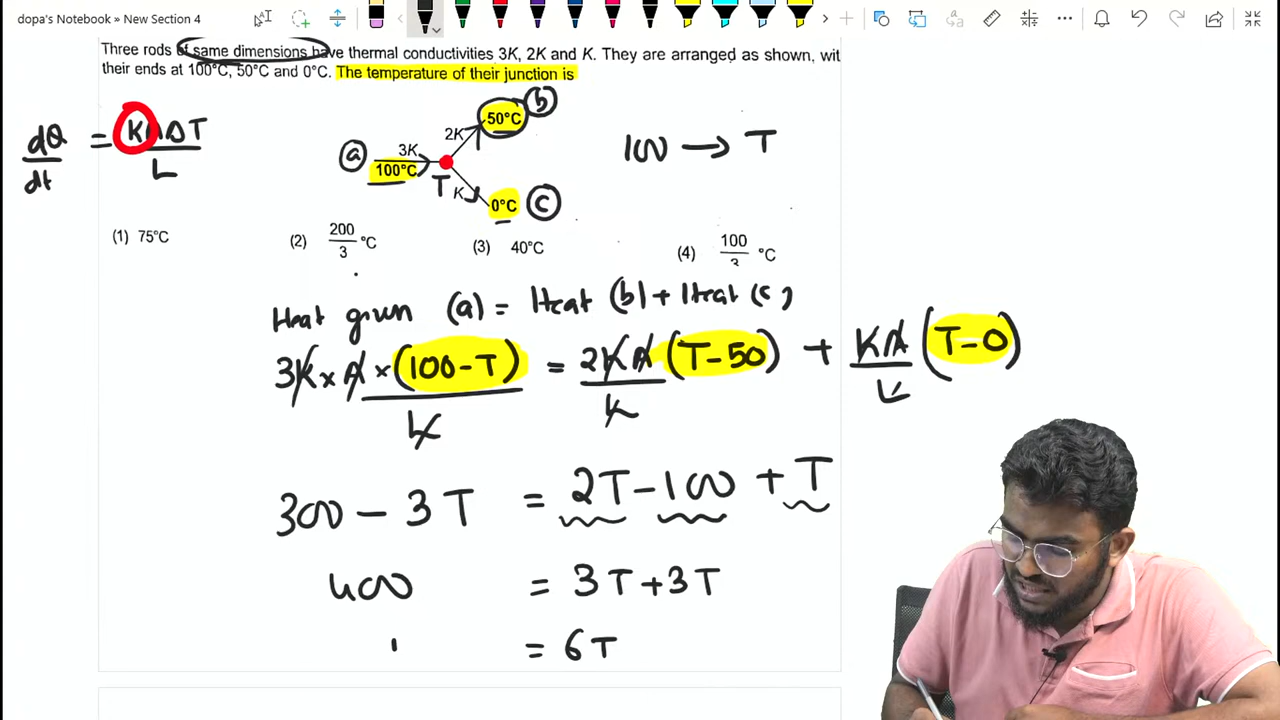 dopa's Notebook » New Section 4
Three rods of same dimensions have thermal conductivities 3K, 2K and K. They are arranged as shown, wit
their ends at 100°C, 50°C and 0°C. The temperature of their junction is
dQ/dt = KAΔT/L
(a) 3K 100°C
2K 50°C (b)
T
K 0°C (c)
100 → T
(1) 75°C (2) 200/3 °C (3) 40°C (4) 100/3 °C
Heat given (a) = Heat (b) + Heat (c)
3K × A × (100 - T)/L = 2KA/L (T - 50) + KA/L (T - 0)
300 - 3T = 2T - 100 + T
400 = 3T + 3T
= 6T